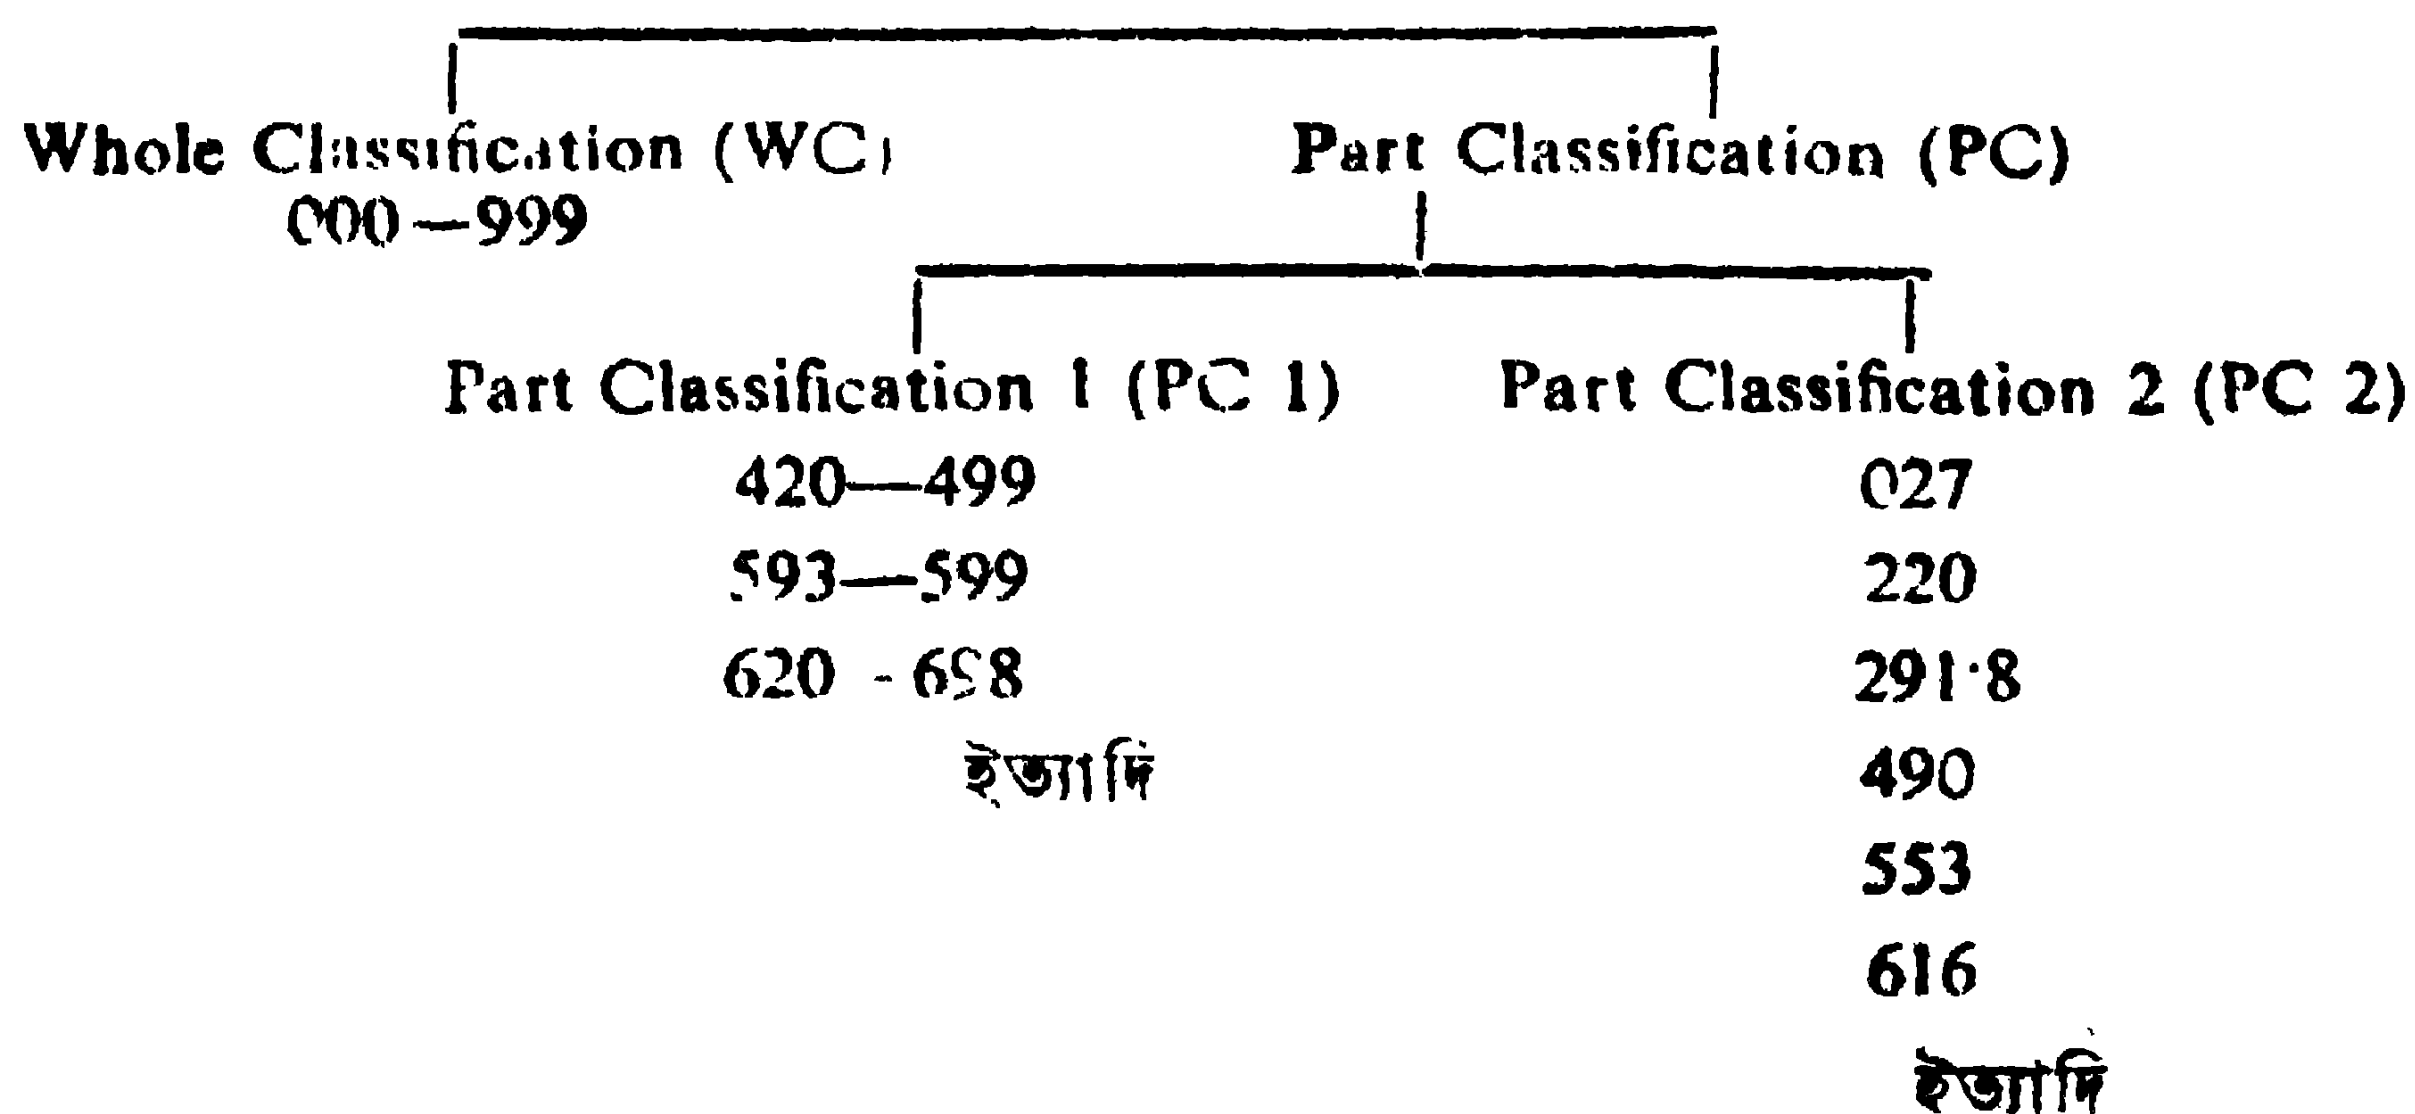 Whole Classification (WC) Part Classification (PC)
000—999
Part Classification 1 (PC 1) Part Classification 2 (PC 2)
420—499 027
593—599 220
620 - 698 291·8
ইত্যাদি 490
553
616
ইত্যাদি